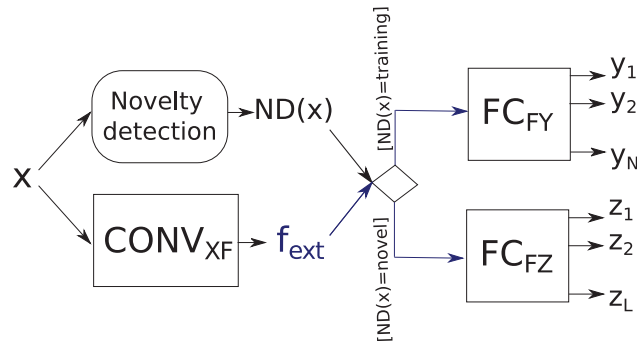 x
Novelty
detection
ND(x)
CONV_XF
f_ext
[ND(x)=training]
[ND(x)=novel]
FC_FY
y_1
y_2
y_N
FC_FZ
z_1
z_2
z_L